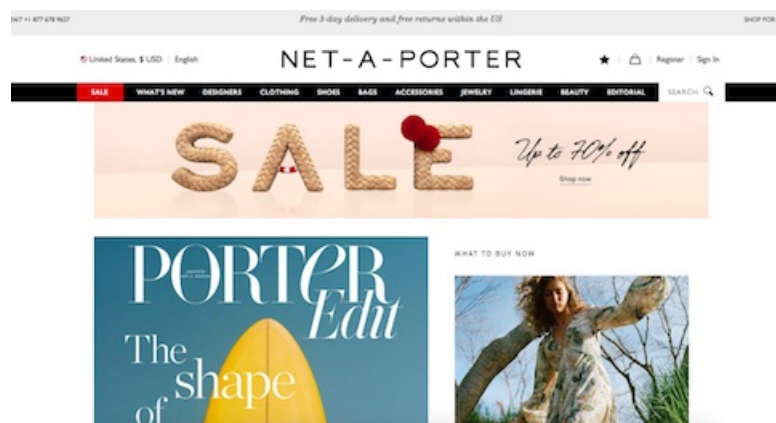 Free 3-day delivery and free returns within the US
SHOP FOR
United States, $ USD | English
NET-A-PORTER
Register | Sign In
SALE WHAT'S NEW DESIGNERS CLOTHING SHOES BAGS ACCESSORIES JEWELRY LINGERIE BEAUTY EDITORIAL SEARCH
SALE
Up to 70% off
Shop now
PORTER
Edit
WHAT TO BUY NOW
The
shape
of